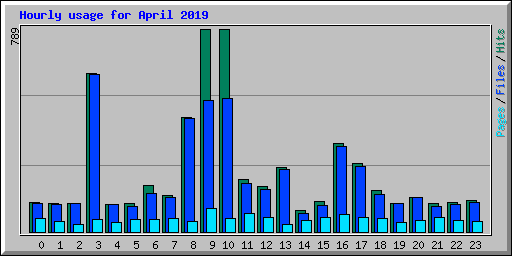 Hourly usage for April 2019
789
Pages/Files/Hits
0 1 2 3 4 5 6 7 8 9 10 11 12 13 14 15 16 17 18 19 20 21 22 23